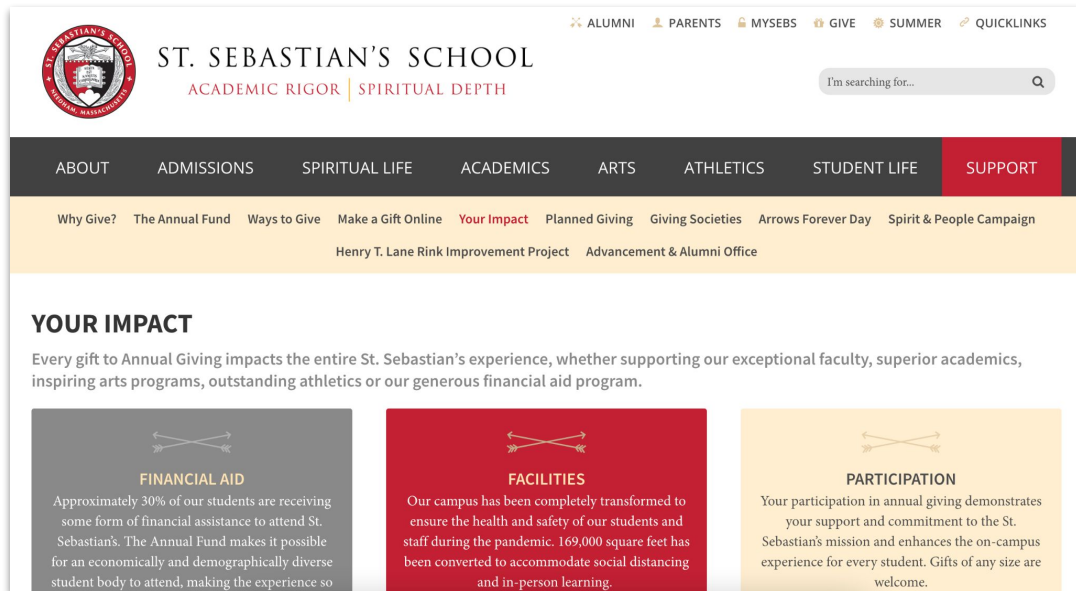 ALUMNI PARENTS MYSEBS GIVE SUMMER QUICKLINKS
ST. SEBASTIAN'S SCHOOL
NEEDHAM, MASSACHUSETTS
ST. SEBASTIAN'S SCHOOL
ACADEMIC RIGOR | SPIRITUAL DEPTH
I'm searching for...
ABOUT ADMISSIONS SPIRITUAL LIFE ACADEMICS ARTS ATHLETICS STUDENT LIFE SUPPORT
Why Give? The Annual Fund Ways to Give Make a Gift Online Your Impact Planned Giving Giving Societies Arrows Forever Day Spirit & People Campaign
Henry T. Lane Rink Improvement Project Advancement & Alumni Office
YOUR IMPACT
Every gift to Annual Giving impacts the entire St. Sebastian's experience, whether supporting our exceptional faculty, superior academics,
inspiring arts programs, outstanding athletics or our generous financial aid program.
FINANCIAL AID
Approximately 30% of our students are receiving
some form of financial assistance to attend St.
Sebastian's. The Annual Fund makes it possible
for an economically and demographically diverse
student body to attend, making the experience so
FACILITIES
Our campus has been completely transformed to
ensure the health and safety of our students and
staff during the pandemic. 169,000 square feet has
been converted to accommodate social distancing
and in-person learning.
PARTICIPATION
Your participation in annual giving demonstrates
your support and commitment to the St.
Sebastian's mission and enhances the on-campus
experience for every student. Gifts of any size are
welcome.